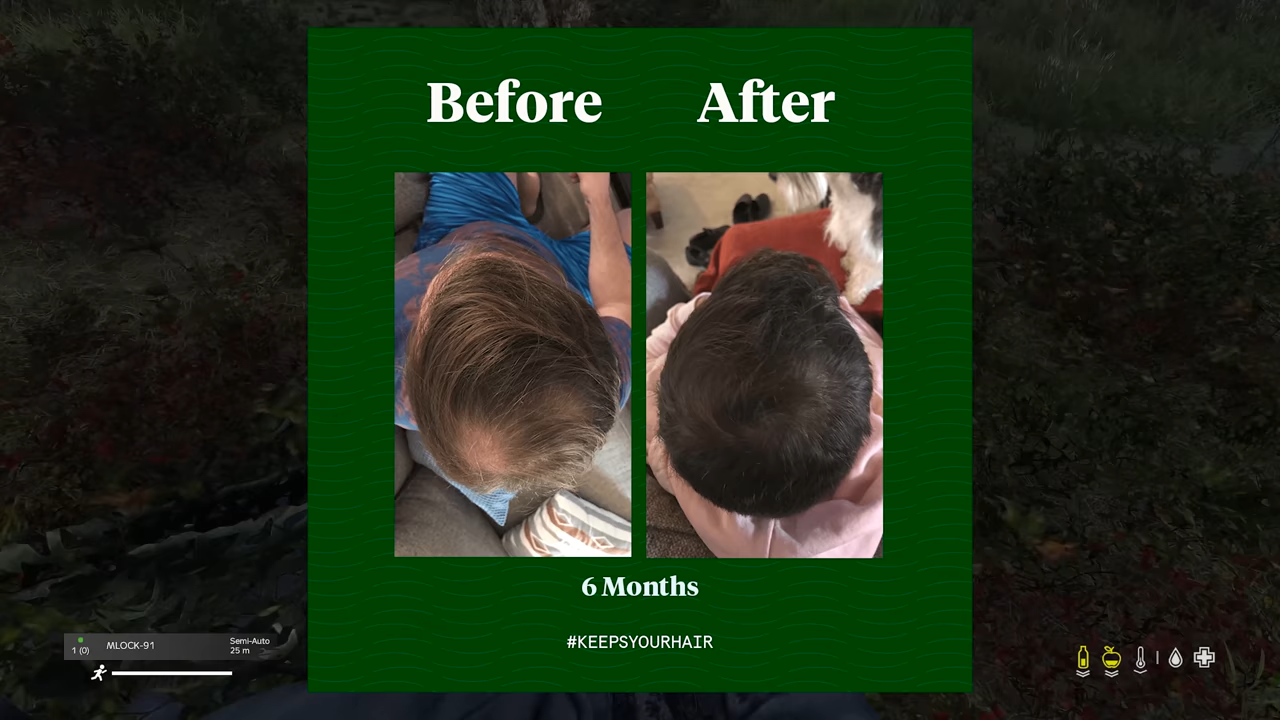 Before
After
6 Months
#KEEPSYOURHAIR
1 (0)
MLOCK-91
Semi-Auto
25 m